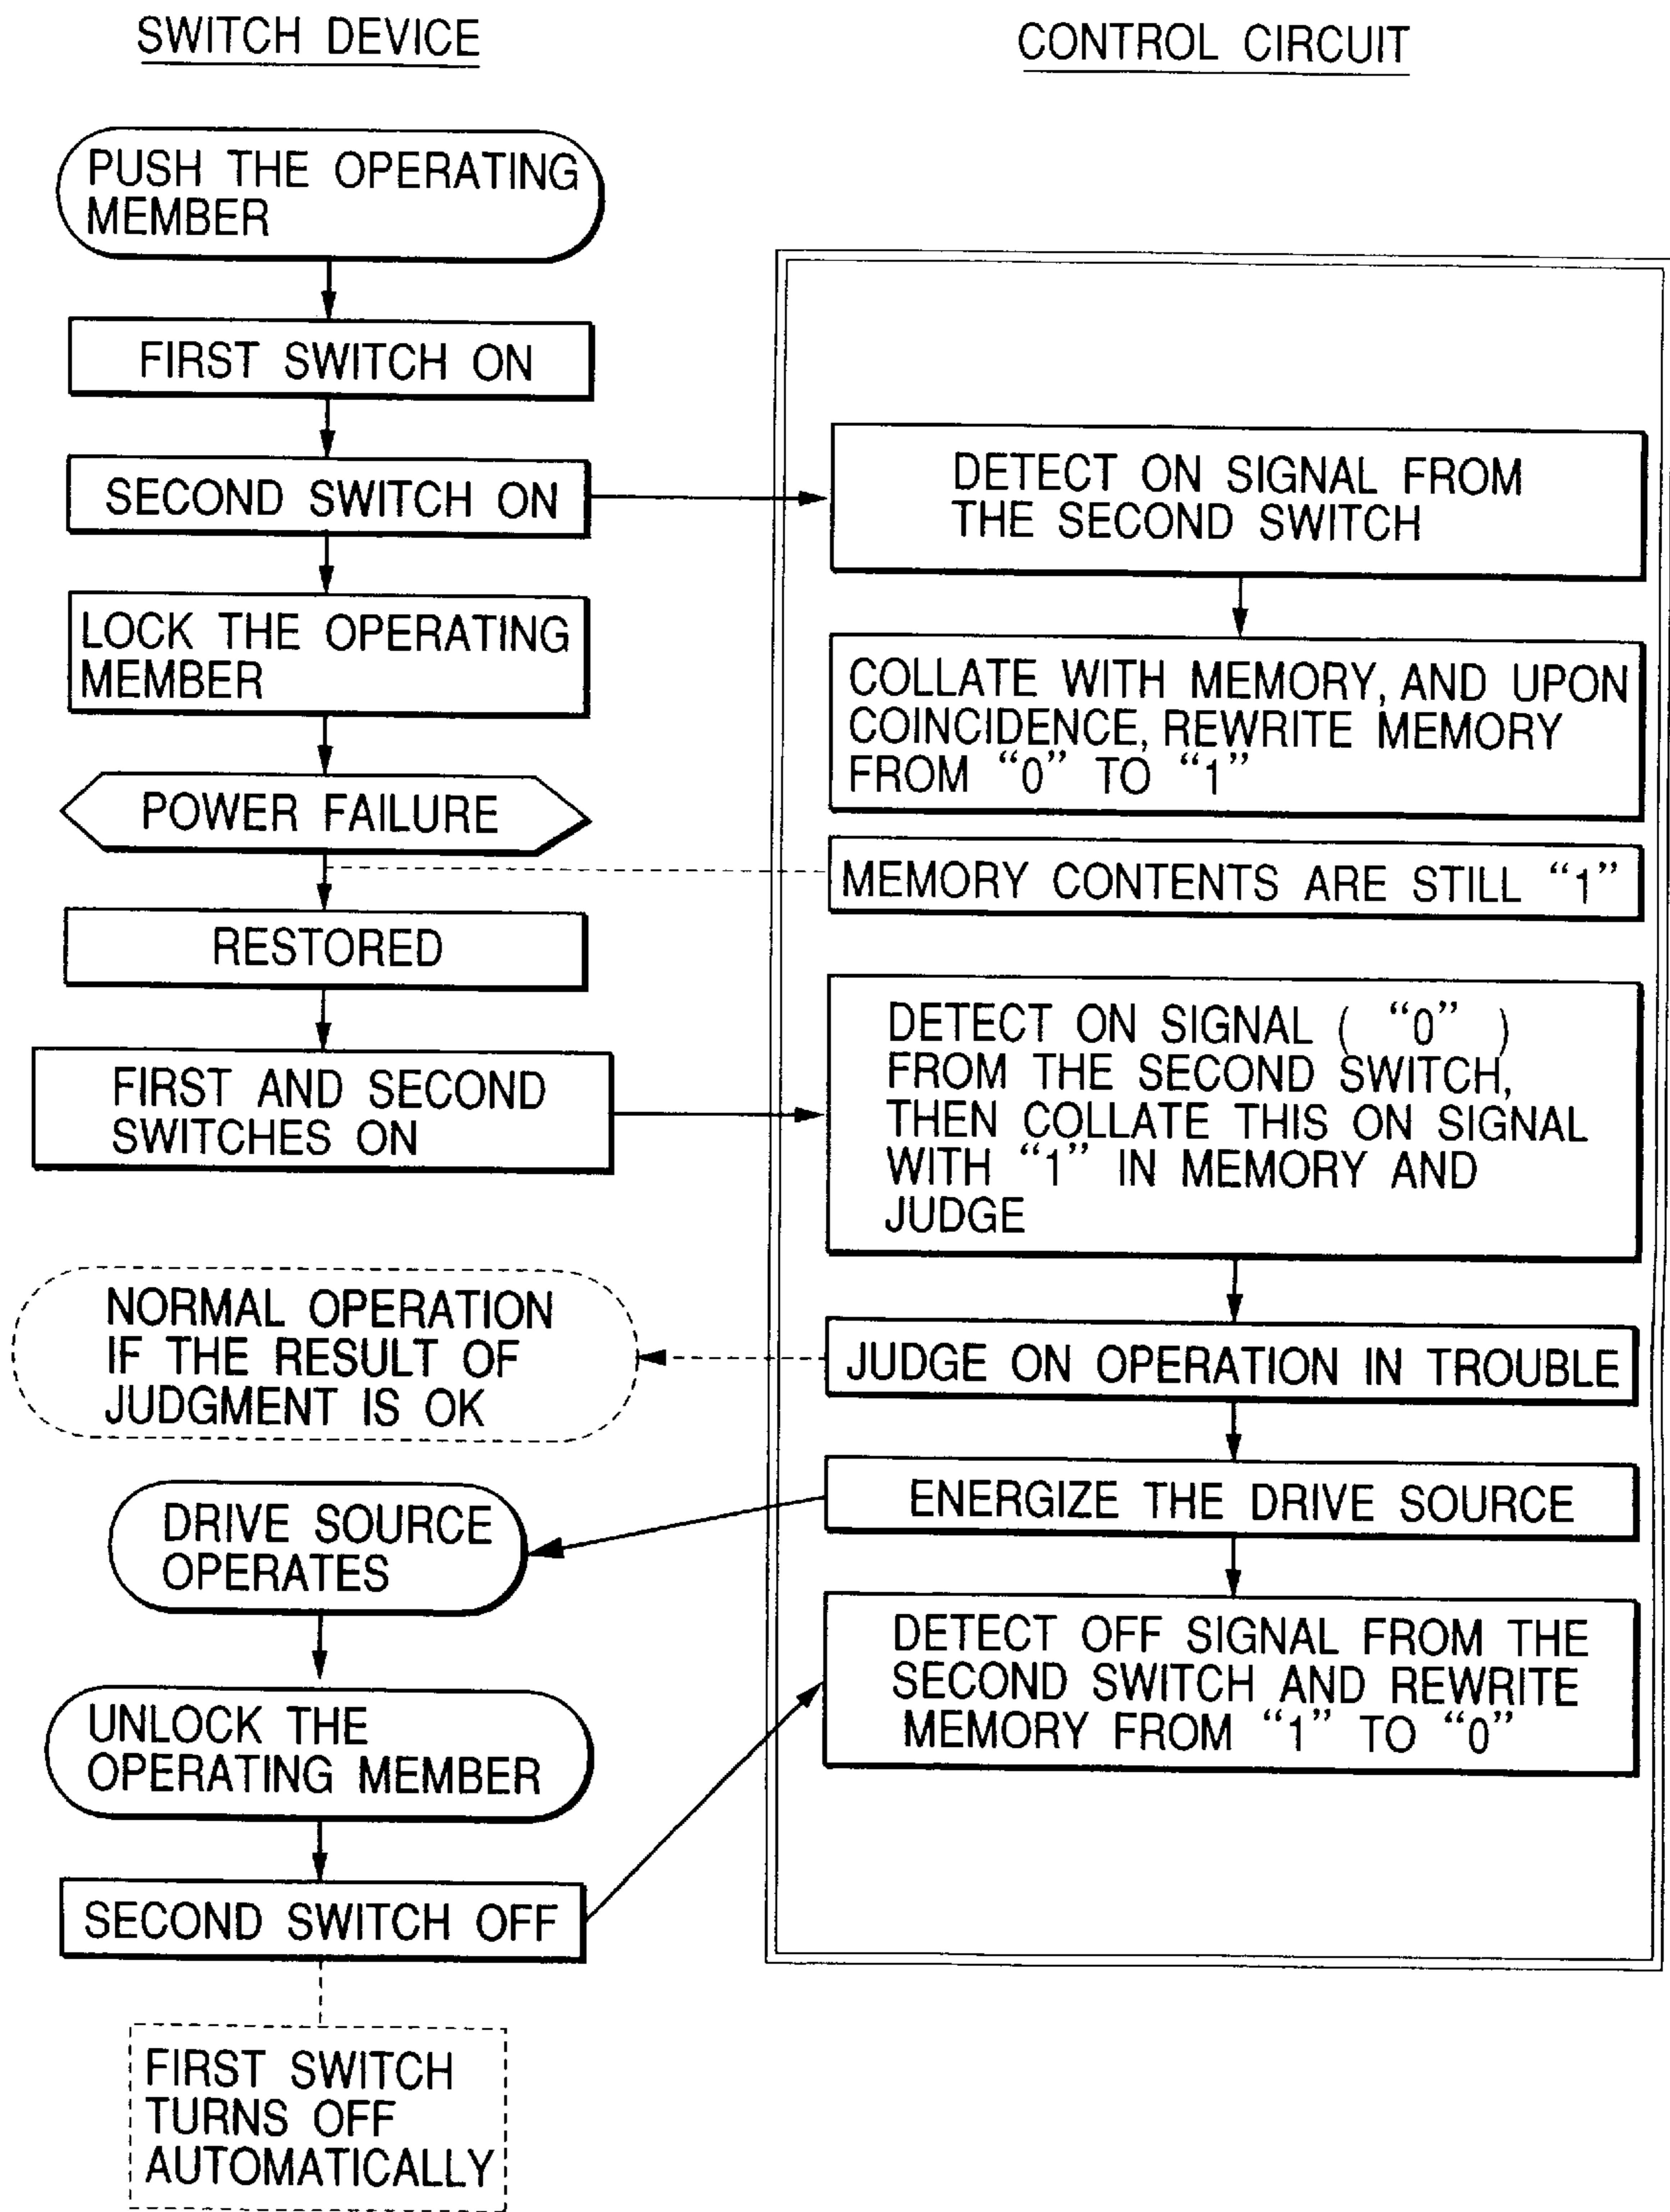 SWITCH DEVICE
CONTROL CIRCUIT
PUSH THE OPERATING
MEMBER
FIRST SWITCH ON
SECOND SWITCH ON
DETECT ON SIGNAL FROM
THE SECOND SWITCH
LOCK THE OPERATING
MEMBER
COLLATE WITH MEMORY, AND UPON
COINCIDENCE, REWRITE MEMORY
FROM “0” TO “1”
POWER FAILURE
MEMORY CONTENTS ARE STILL “1”
RESTORED
FIRST AND SECOND
SWITCHES ON
DETECT ON SIGNAL ( “0” )
FROM THE SECOND SWITCH,
THEN COLLATE THIS ON SIGNAL
WITH “1” IN MEMORY AND
JUDGE
NORMAL OPERATION
IF THE RESULT OF
JUDGMENT IS OK
JUDGE ON OPERATION IN TROUBLE
ENERGIZE THE DRIVE SOURCE
DRIVE SOURCE
OPERATES
DETECT OFF SIGNAL FROM THE
SECOND SWITCH AND REWRITE
MEMORY FROM “1” TO “0”
UNLOCK THE
OPERATING MEMBER
SECOND SWITCH OFF
FIRST SWITCH
TURNS OFF
AUTOMATICALLY